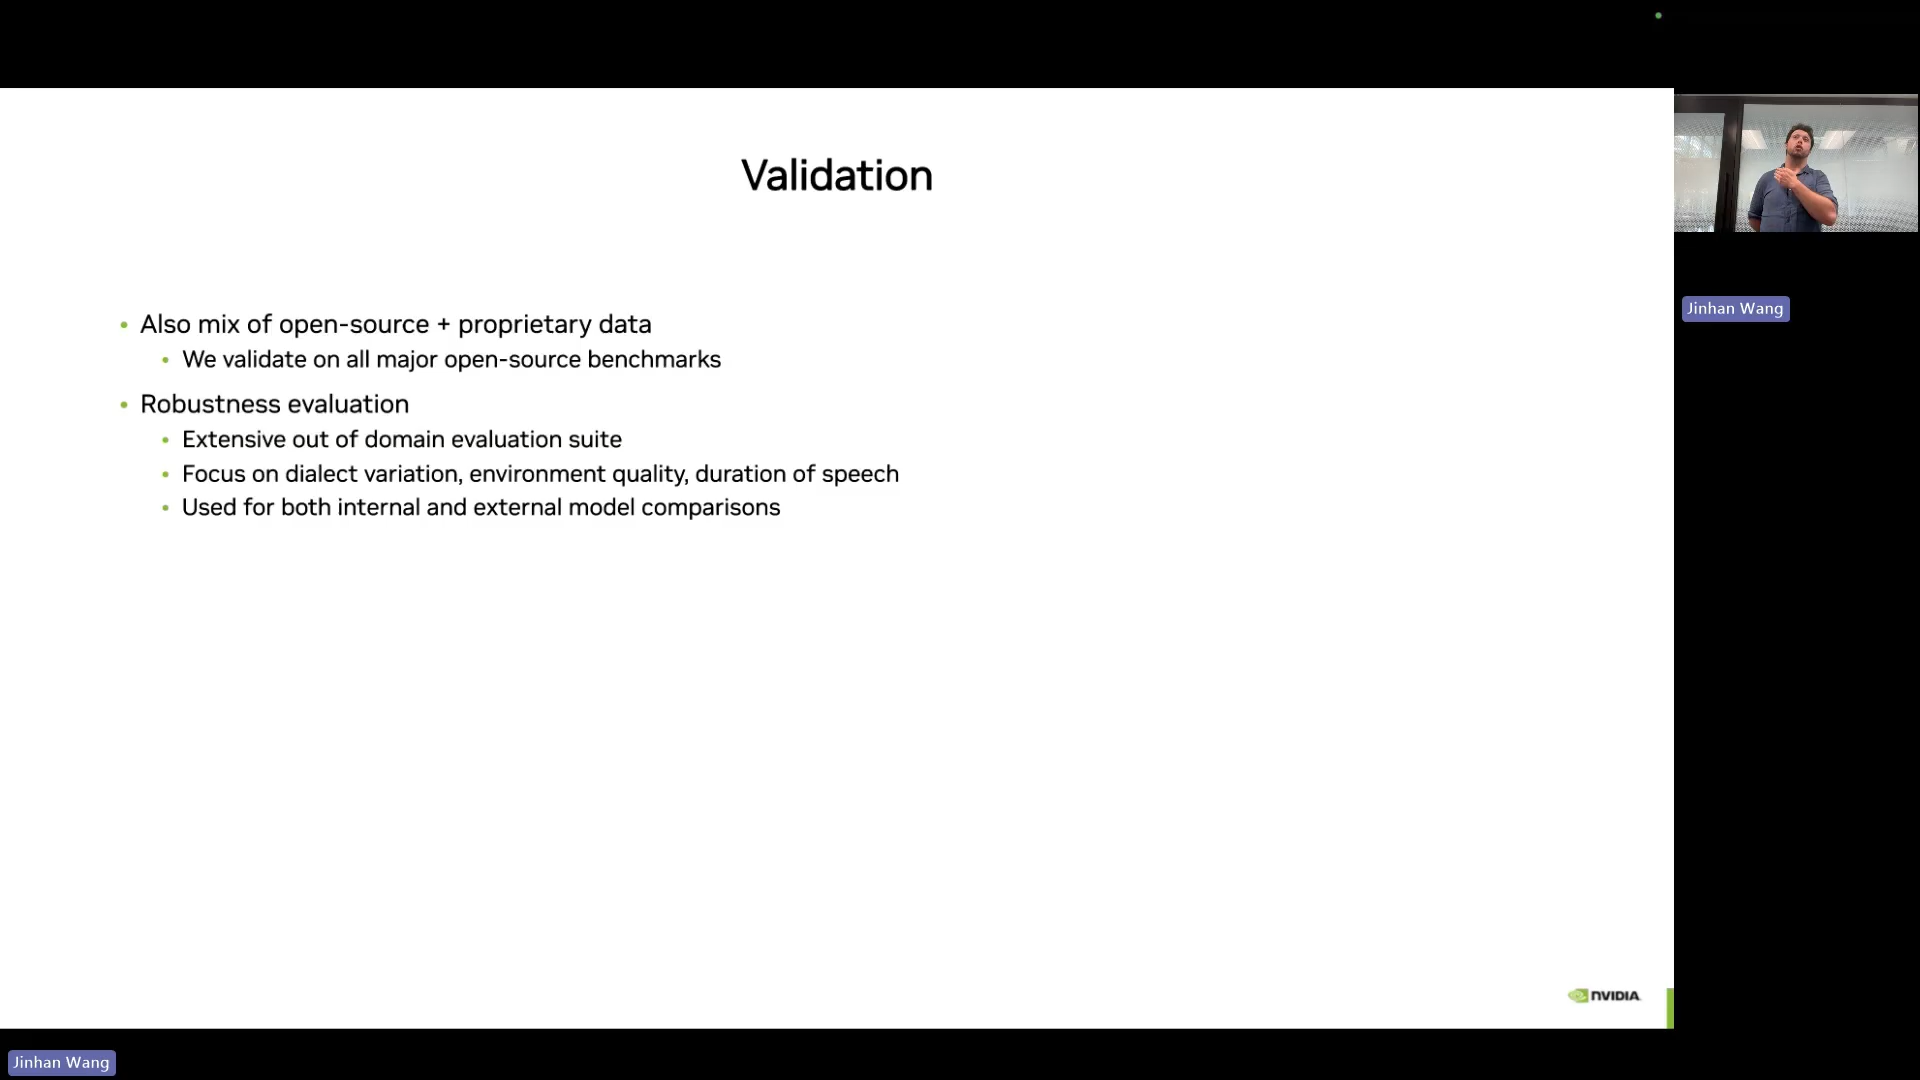 Validation
• Also mix of open-source + proprietary data
• We validate on all major open-source benchmarks
• Robustness evaluation
• Extensive out of domain evaluation suite
• Focus on dialect variation, environment quality, duration of speech
• Used for both internal and external model comparisons
NVIDIA
Jinhan Wang
Jinhan Wang